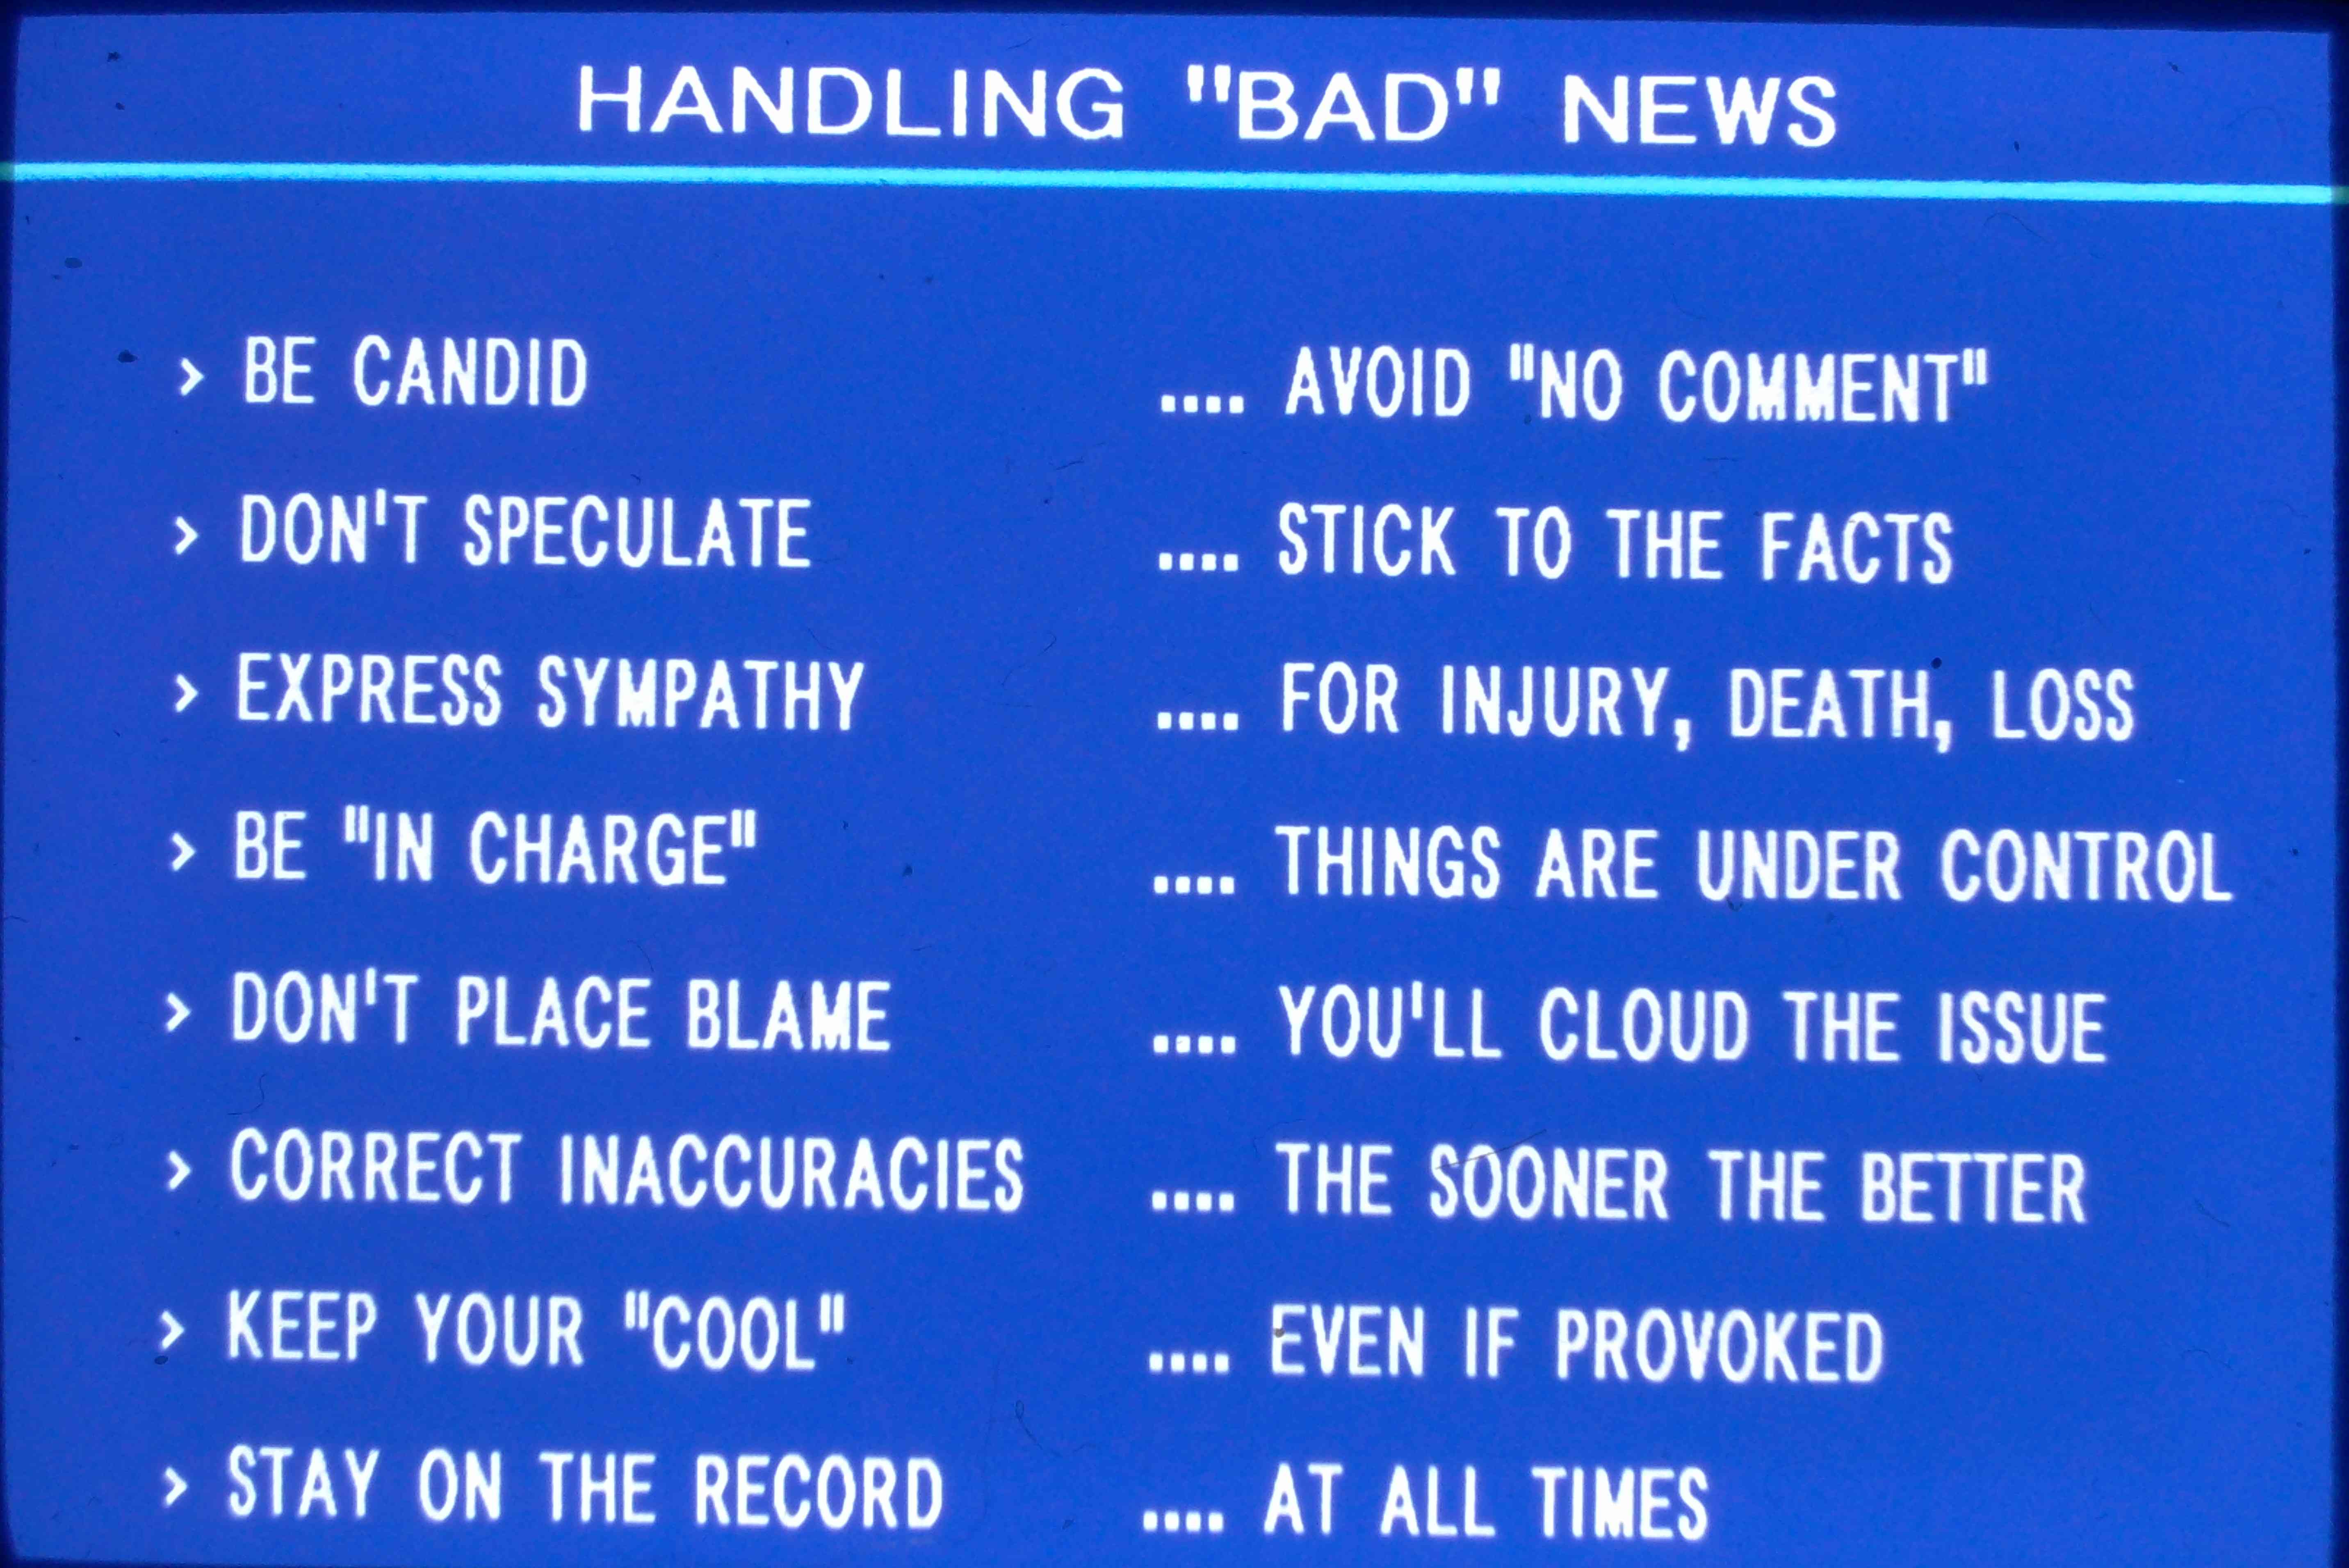 HANDLING "BAD" NEWS
> BE CANDID .... AVOID "NO COMMENT"
> DON'T SPECULATE .... STICK TO THE FACTS
> EXPRESS SYMPATHY .... FOR INJURY, DEATH, LOSS
> BE "IN CHARGE" .... THINGS ARE UNDER CONTROL
> DON'T PLACE BLAME .... YOU'LL CLOUD THE ISSUE
> CORRECT INACCURACIES .... THE SOONER THE BETTER
> KEEP YOUR "COOL" .... EVEN IF PROVOKED
> STAY ON THE RECORD .... AT ALL TIMES